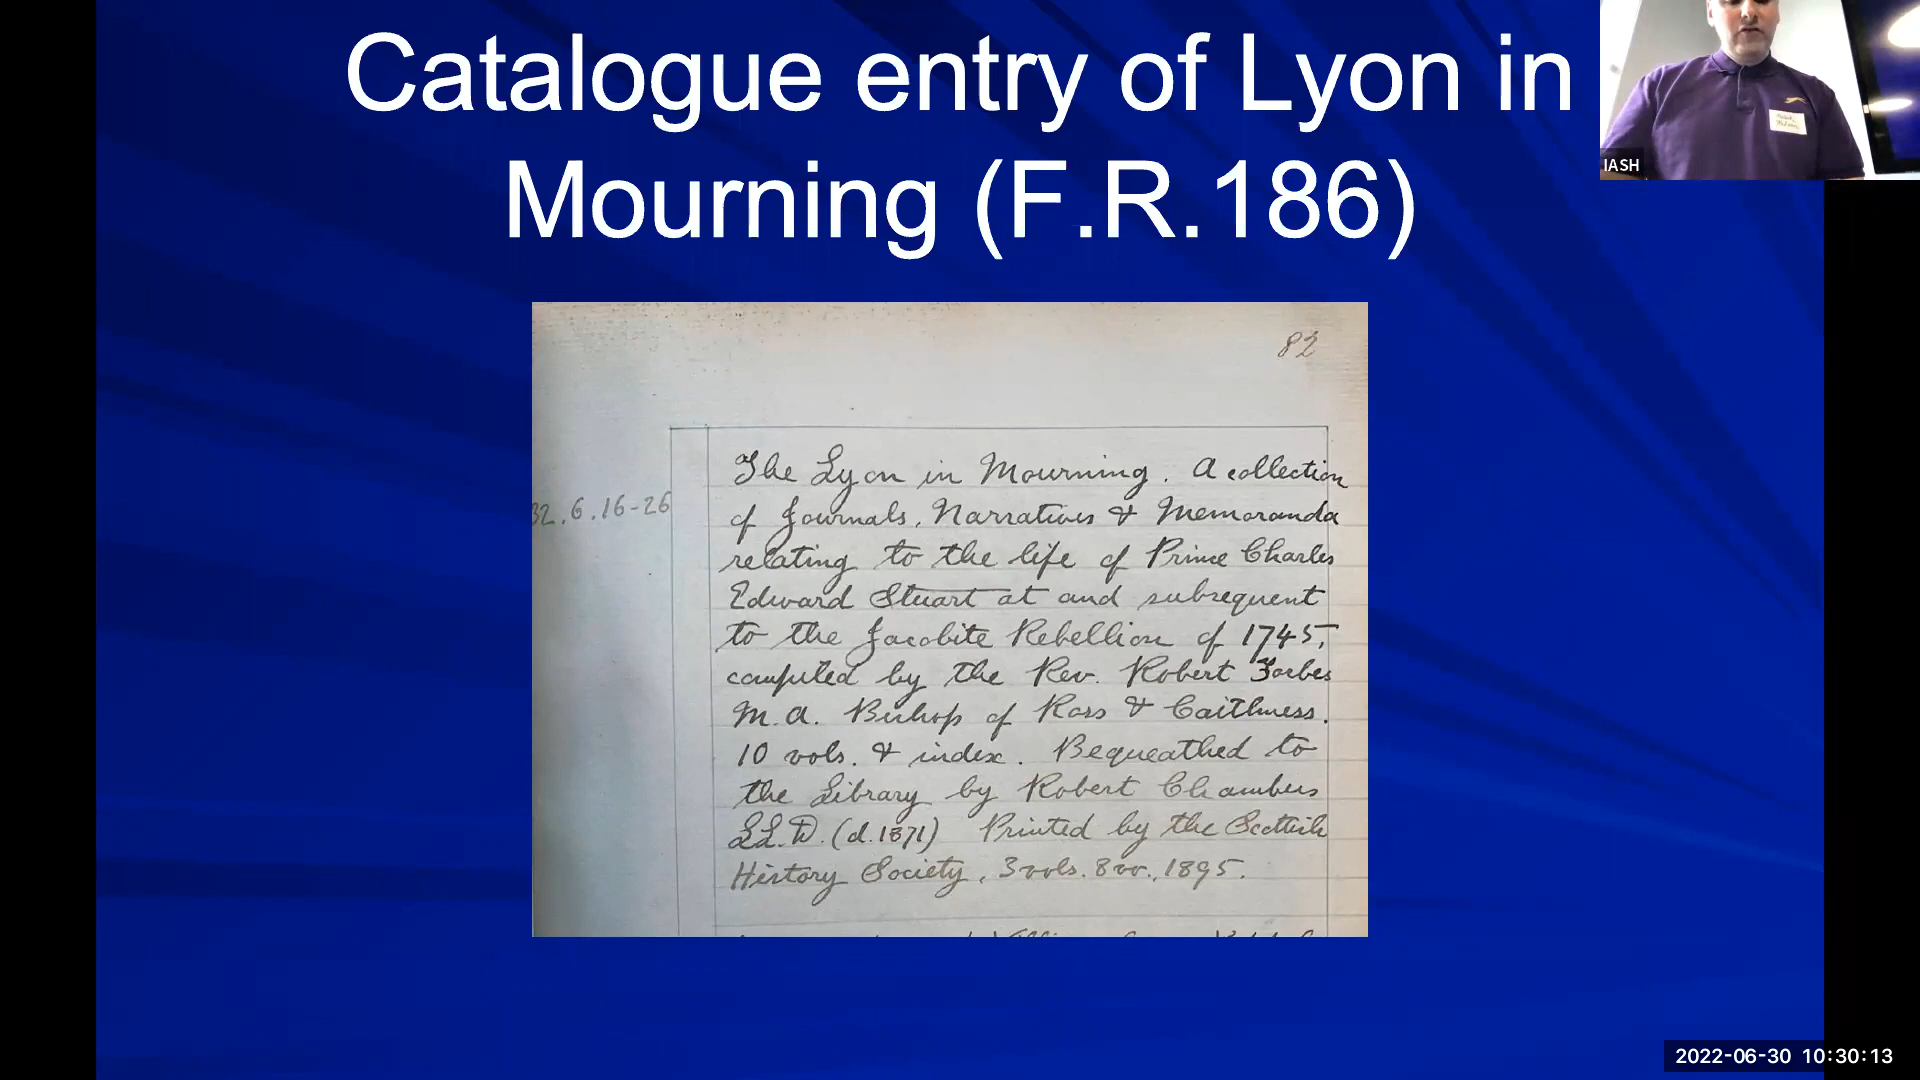 Catalogue entry of Lyon in
Mourning (F.R.186)
IASH
82
32.6.16-26
The Lyon in Mourning. A collection
of Journals, Narratives & Memoranda
relating to the life of Prince Charles
Edward Stuart at and subsequent
to the Jacobite Rebellion of 1745,
compiled by the Rev. Robert Forbes
M.A. Bishop of Ross & Caithness.
10 vols. & index. Bequeathed to
the Library by Robert Chambers
LL.D. (d.1871) Printed by the Scottish
History Society, 3 vols. 8vo., 1895.
2022-06-30 10:30:13